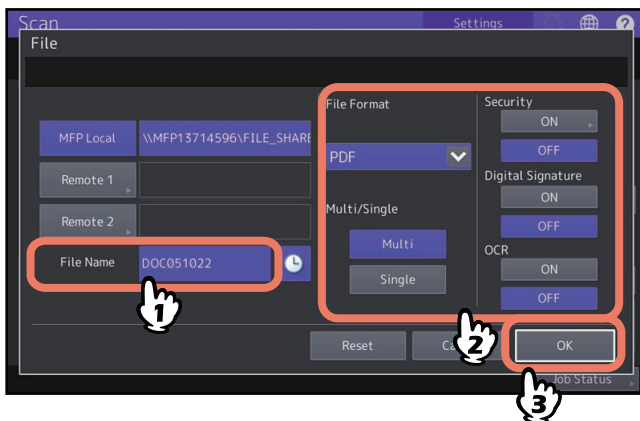 Scan
Settings
?
File
File Format
Security
ON
MFP Local
\\MFP13714596\FILE_SHARE
OFF
PDF
Remote 1
Digital Signature
ON
Multi/Single
Remote 2
OFF
Multi
OCR
File Name
DOC051022
ON
Single
OFF
1
Reset
2
OK
Job Status
3